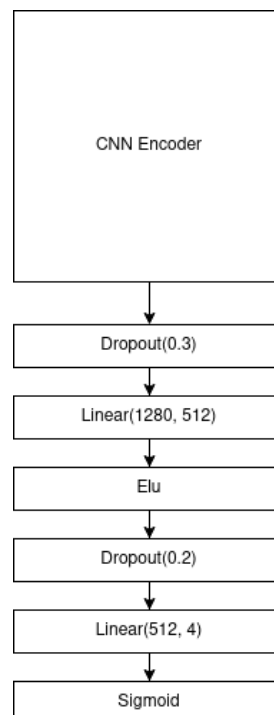 CNN Encoder
Dropout(0.3)
Linear(1280, 512)
Elu
Dropout(0.2)
Linear(512, 4)
Sigmoid